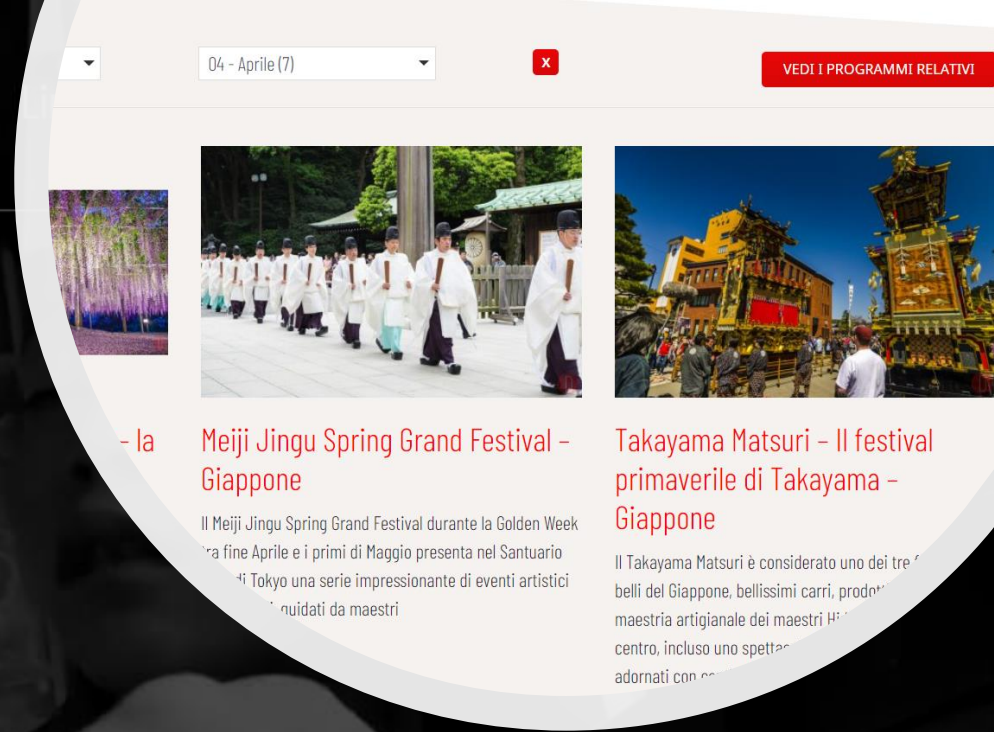 04 - Aprile (7)
X
VEDI I PROGRAMMI RELATIVI
– la
Meiji Jingu Spring Grand Festival –
Giappone
Il Meiji Jingu Spring Grand Festival durante la Golden Week
fine Aprile e i primi di Maggio presenta nel Santuario
di Tokyo una serie impressionante di eventi artistici
guidati da maestri
Takayama Matsuri – Il festival
primaverile di Takayama –
Giappone
Il Takayama Matsuri è considerato uno dei tre
belli del Giappone, bellissimi carri,
maestria artigianale dei maestri
centro, incluso uno
adornati con